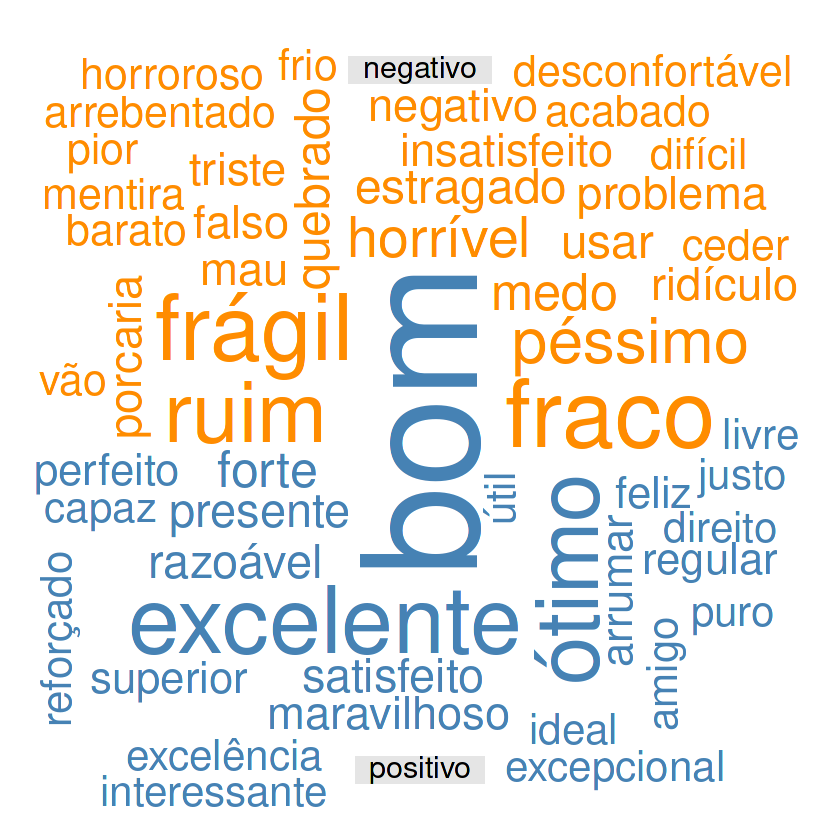 horroroso
frio
negativo
desconfortável
arrebentado
quebrado
negativo
acabado
pior
triste
insatisfeito
difícil
mentira
estragado
problema
barato
falso
horrível
usar
ceder
mau
medo
ridículo
porcaria
frágil
bom
péssimo
vão
ruim
fraco
livre
perfeito
forte
útil
ótimo
feliz
justo
capaz
presente
direito
razoável
arrumar
regular
reforçado
excelente
amigo
puro
superior
satisfeito
maravilhoso
ideal
excelência
positivo
excepcional
interessante